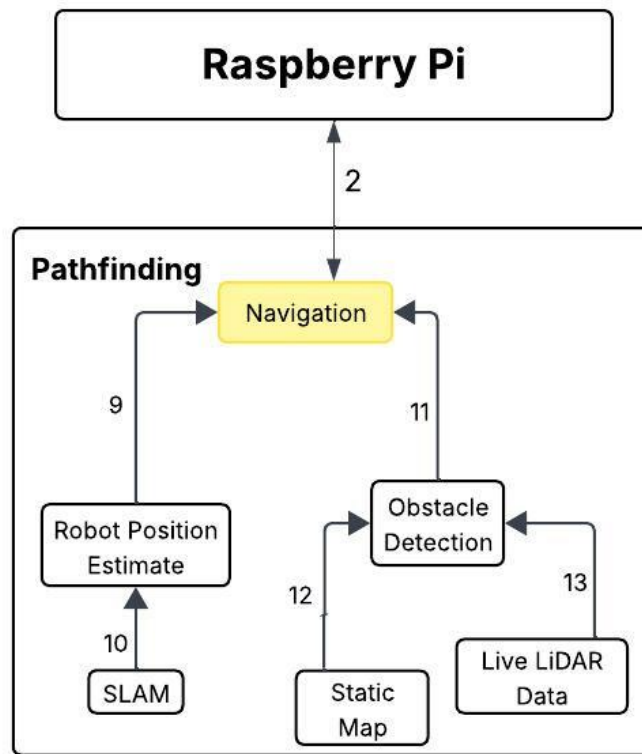 Raspberry Pi
2
Pathfinding
Navigation
9
11
Robot Position
Estimate
Obstacle
Detection
12
13
10
SLAM
Static
Map
Live LiDAR
Data